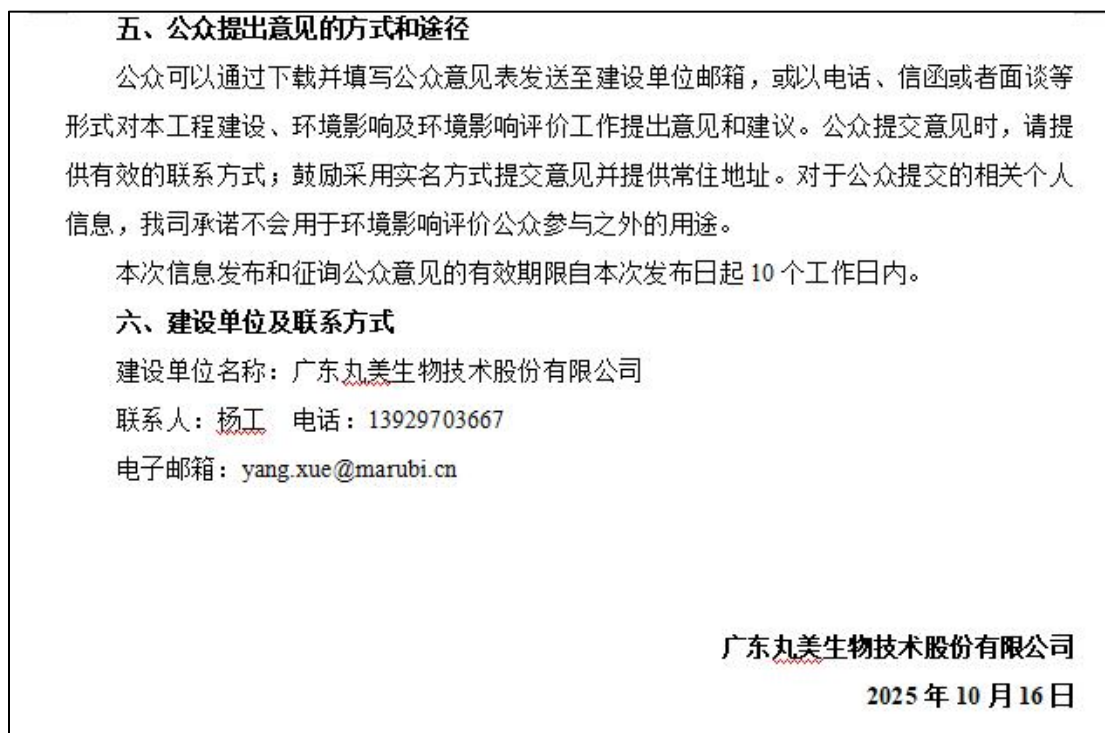 五、公众提出意见的方式和途径
公众可以通过下载并填写公众意见表发送至建设单位邮箱，或以电话、信函或者面谈等
形式对本工程建设、环境影响及环境影响评价工作提出意见和建议。公众提交意见时，请提
供有效的联系方式；鼓励采用实名方式提交意见并提供常住地址。对于公众提交的相关个人
信息，我司承诺不会用于环境影响评价公众参与之外的用途。
本次信息发布和征询公众意见的有效期限自本次发布日起 10 个工作日内。
六、建设单位及联系方式
建设单位名称：广东丸美生物技术股份有限公司
联系人：杨工 电话：13929703667
电子邮箱：yang.xue@marubi.cn
广东丸美生物技术股份有限公司
2025 年 10 月 16 日